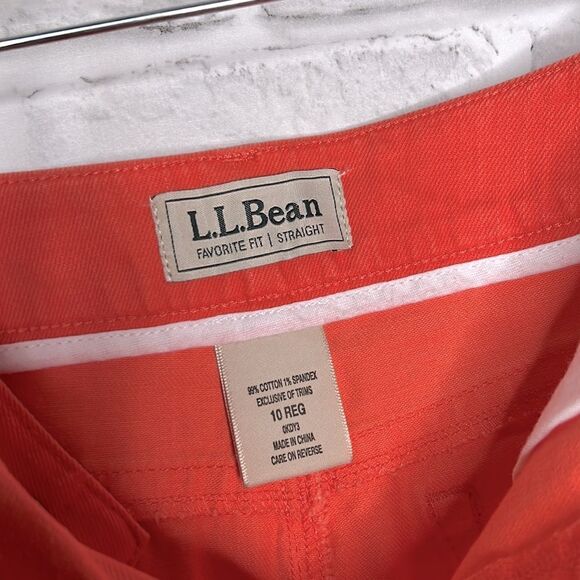 L.L.Bean
FAVORITE FIT | STRAIGHT
99% COTTON 1% SPANDEX
EXCLUSIVE OF TRIMS
10 REG
0KDY3
MADE IN CHINA
CARE ON REVERSE